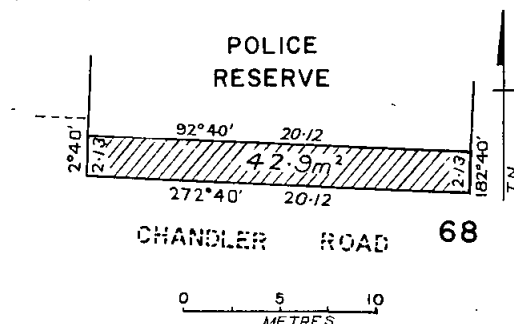 POLICE
RESERVE
92°40' 20·12
2°40' 2·13 42·9m² 2·13 182°40'
272°40' 20·12
T.N.
CHANDLER ROAD 68
0 5 10
METRES